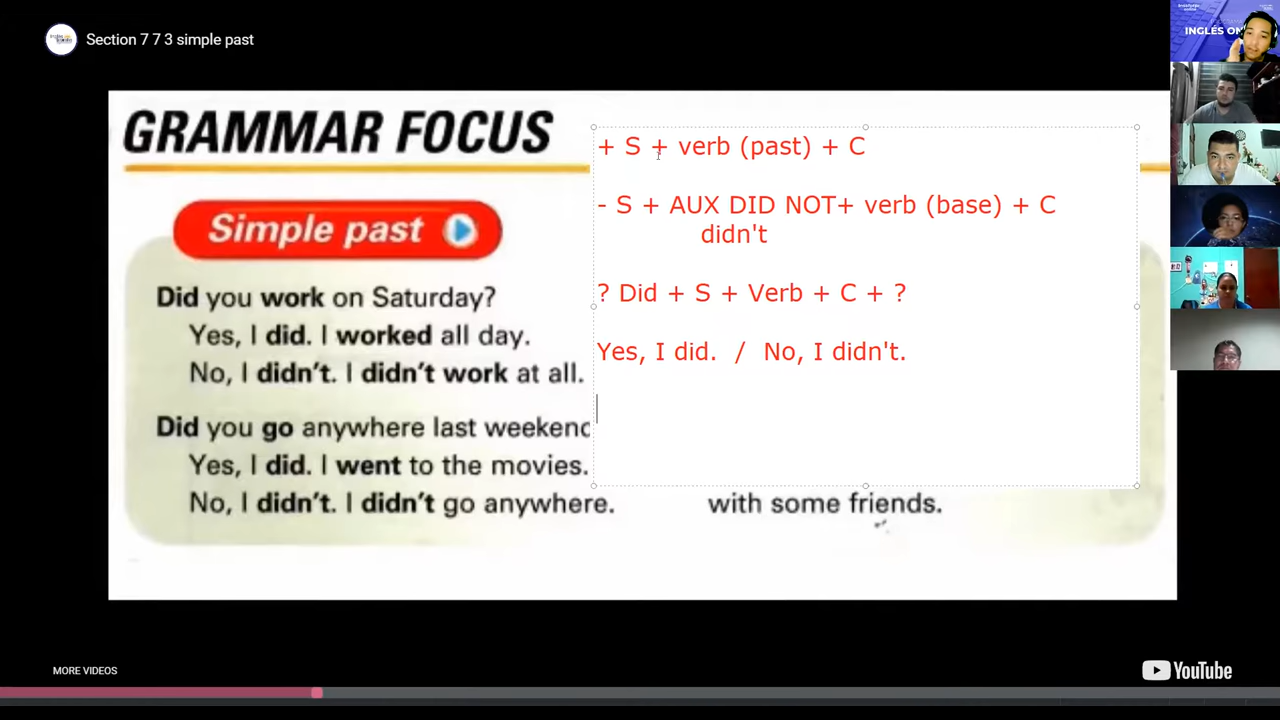 Section 7 7 3 simple past
INGLES ON
GRAMMAR FOCUS
Simple past
Did you work on Saturday?
Yes, I did. I worked all day.
No, I didn't. I didn't work at all.
Did you go anywhere last weekend
Yes, I did. I went to the movies.
No, I didn't. I didn't go anywhere.
with some friends.
+ S + verb (past) + C
- S + AUX DID NOT+ verb (base) + C
didn't
? Did + S + Verb + C + ?
Yes, I did. / No, I didn't.
MORE VIDEOS
YouTube